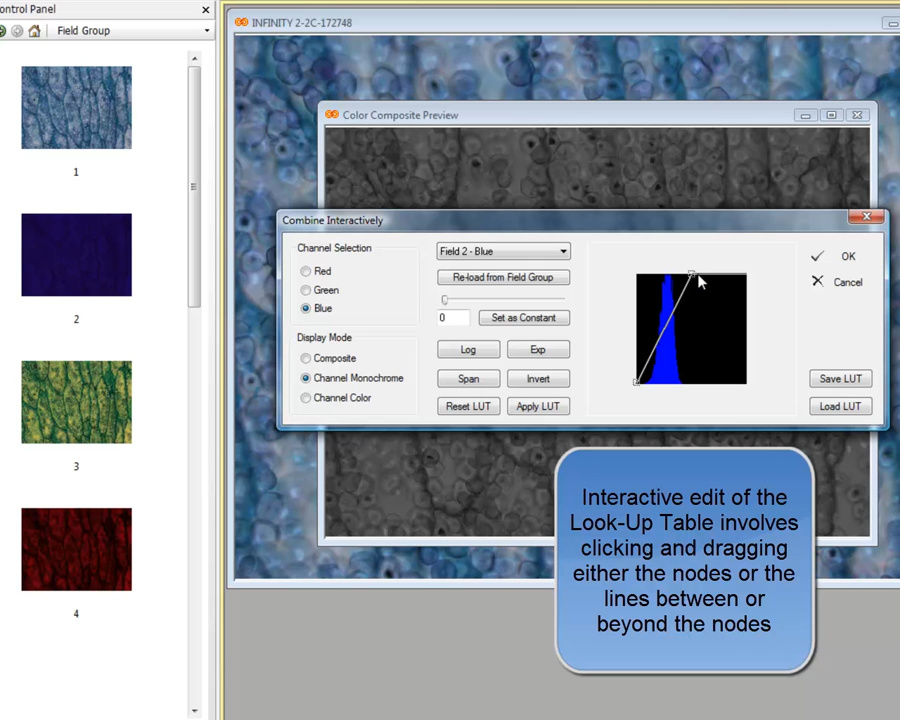 ontrol Panel
Field Group
1
2
3
4
INFINITY 2-2C-172748
Color Composite Preview
Combine Interactively
Channel Selection
Red
Green
Blue
Display Mode
Composite
Channel Monochrome
Channel Color
Field 2 - Blue
Re-load from Field Group
0
Set as Constant
Log
Exp
Span
Invert
Reset LUT
Apply LUT
OK
Cancel
Save LUT
Load LUT
Interactive edit of the
Look-Up Table involves
clicking and dragging
either the nodes or the
lines between or
beyond the nodes